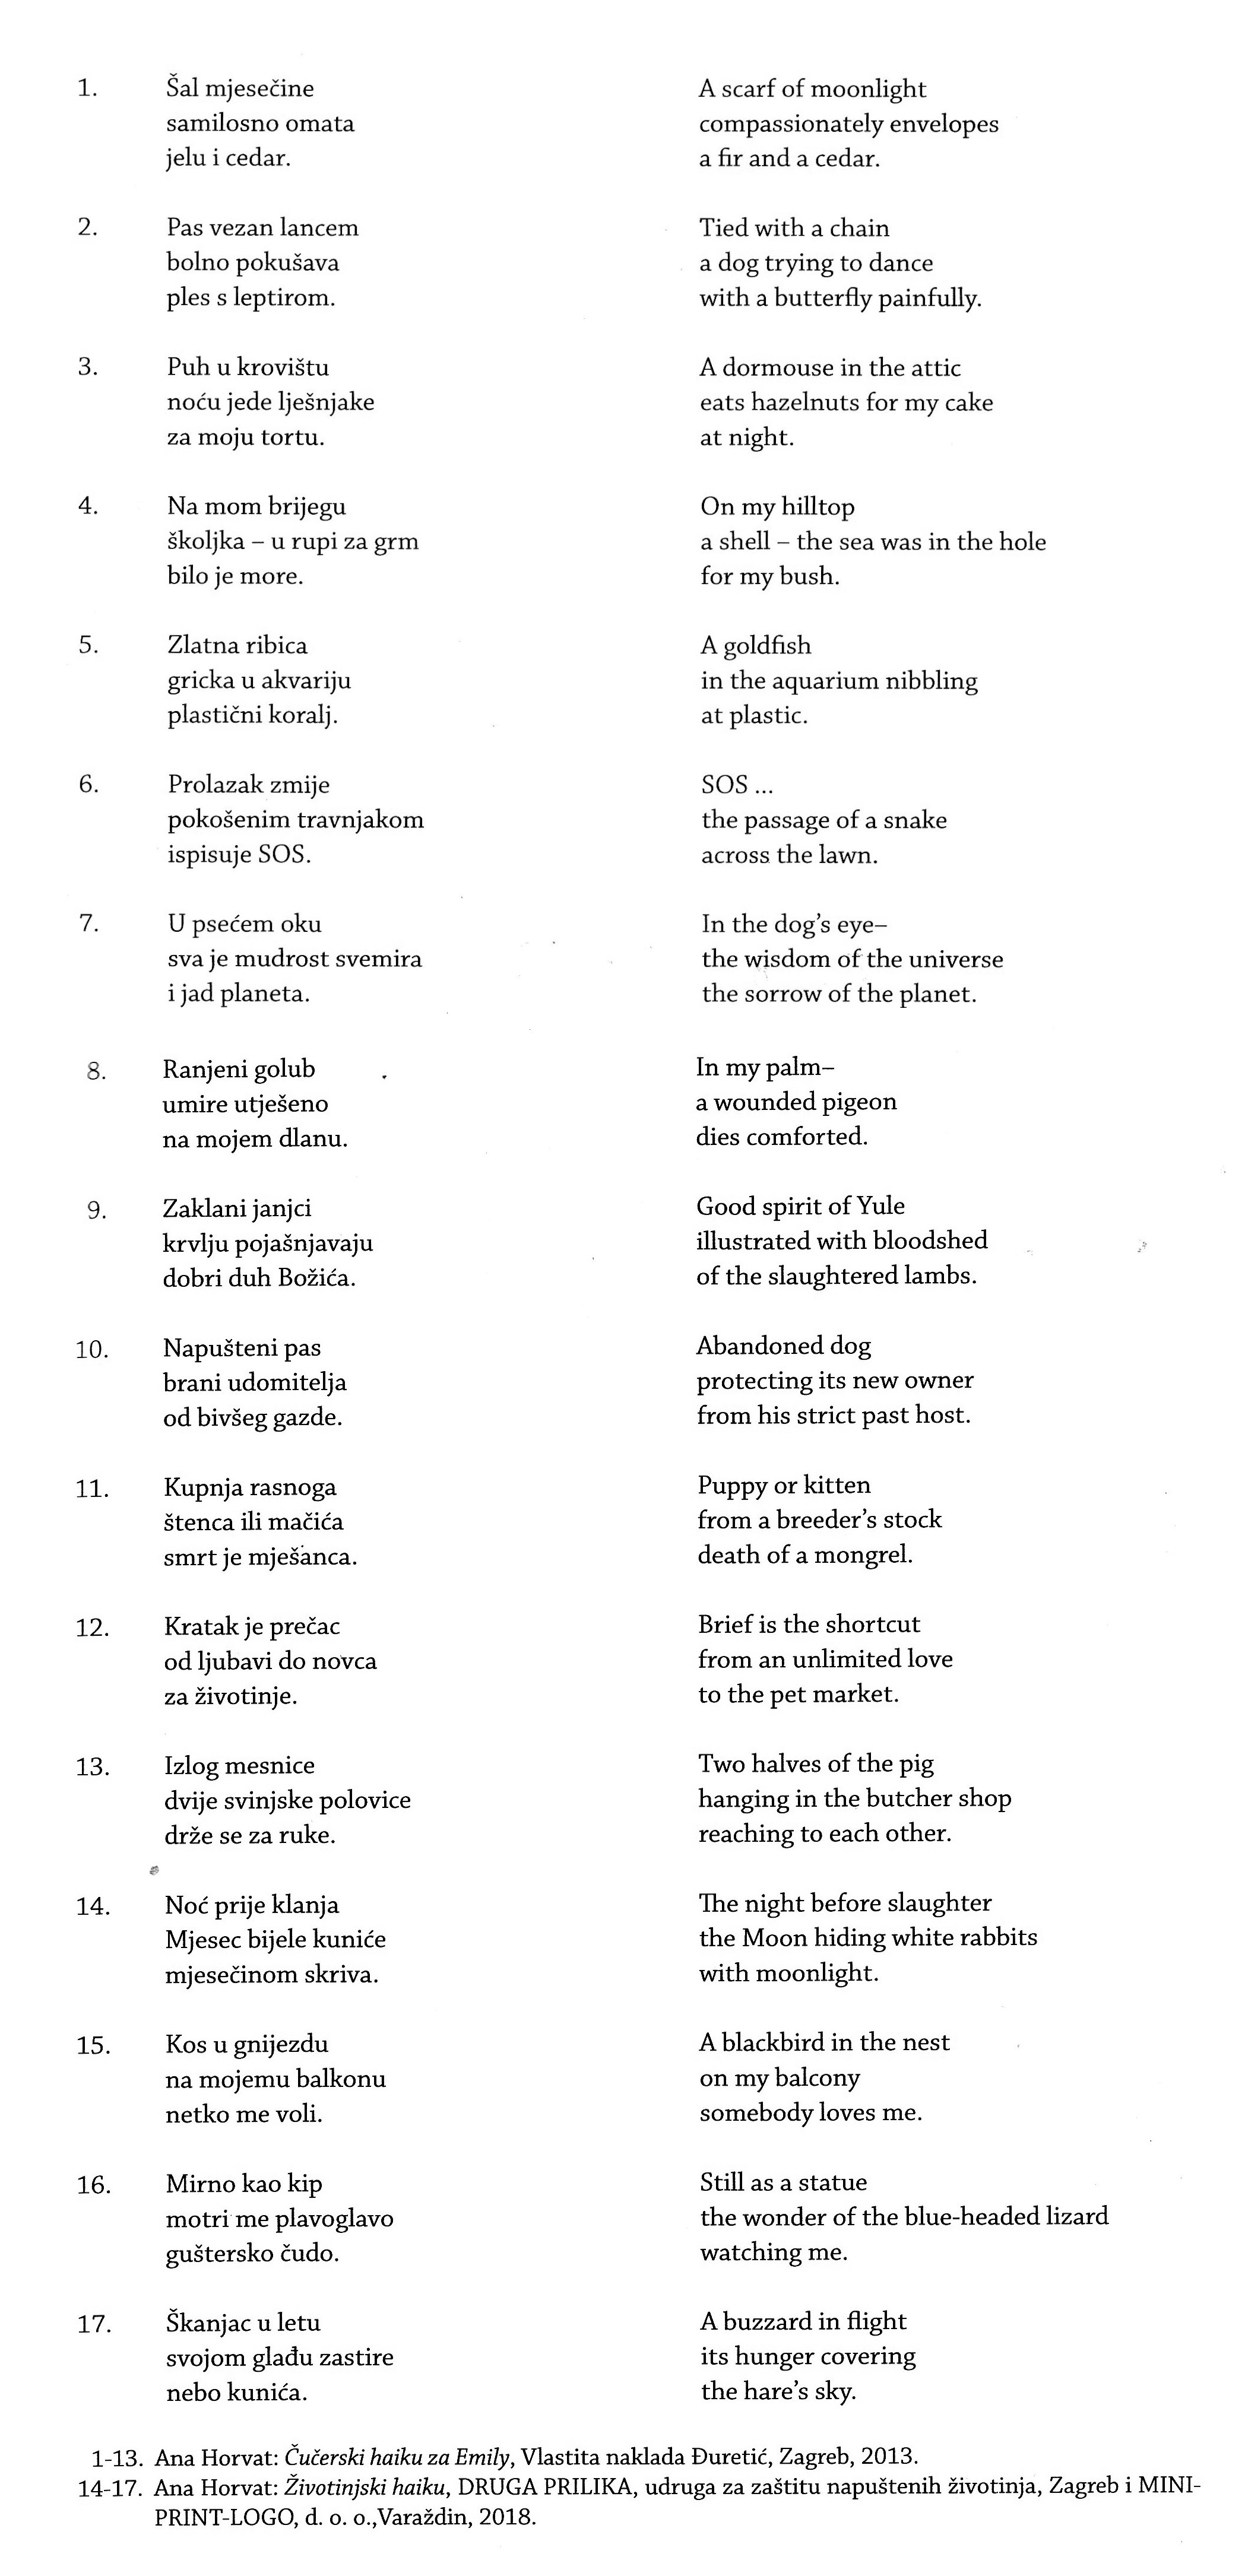 1.
Šal mjesečine
samilosno omata
jelu i cedar.
A scarf of moonlight
compassionately envelopes
a fir and a cedar.
2.
Pas vezan lancem
bolno pokušava
ples s leptirom.
Tied with a chain
a dog trying to dance
with a butterfly painfully.
3.
Puh u krovištu
noću jede lješnjake
za moju tortu.
A dormouse in the attic
eats hazelnuts for my cake
at night.
4.
Na mom brijegu
školjka – u rupi za grm
bilo je more.
On my hilltop
a shell – the sea was in the hole
for my bush.
5.
Zlatna ribica
gricka u akvariju
plastični koralj.
A goldfish
in the aquarium nibbling
at plastic.
6.
Prolazak zmije
pokošenim travnjakom
ispisuje SOS.
SOS ...
the passage of a snake
across the lawn.
7.
U psećem oku
sva je mudrost svemira
i jad planeta.
In the dog’s eye–
the wisdom of the universe
the sorrow of the planet.
8.
Ranjeni golub
umire utješeno
na mojem dlanu.
In my palm–
a wounded pigeon
dies comforted.
9.
Zaklani janjci
krvlju pojašnjavaju
dobri duh Božića.
Good spirit of Yule
illustrated with bloodshed
of the slaughtered lambs.
10.
Napušteni pas
brani udomitelja
od bivšeg gazde.
Abandoned dog
protecting its new owner
from his strict past host.
11.
Kupnja rasnoga
štenca ili mačića
smrt je mješanca.
Puppy or kitten
from a breeder’s stock
death of a mongrel.
12.
Kratak je prečac
od ljubavi do novca
za životinje.
Brief is the shortcut
from an unlimited love
to the pet market.
13.
Izlog mesnice
dvije svinjske polovice
drže se za ruke.
Two halves of the pig
hanging in the butcher shop
reaching to each other.
14.
Noć prije klanja
Mjesec bijele kuniće
mjesečinom skriva.
The night before slaughter
the Moon hiding white rabbits
with moonlight.
15.
Kos u gnijezdu
na mojemu balkonu
netko me voli.
A blackbird in the nest
on my balcony
somebody loves me.
16.
Mirno kao kip
motri me plavoglavo
guštersko čudo.
Still as a statue
the wonder of the blue-headed lizard
watching me.
17.
Škanjac u letu
svojom glađu zastire
nebo kunića.
A buzzard in flight
its hunger covering
the hare’s sky.
1-13. Ana Horvat: Čučerski haiku za Emily, Vlastita naklada Đuretić, Zagreb, 2013.
14-17. Ana Horvat: Životinjski haiku, DRUGA PRILIKA, udruga za zaštitu napuštenih životinja, Zagreb i MINI-
PRINT-LOGO, d. o. o.,Varaždin, 2018.